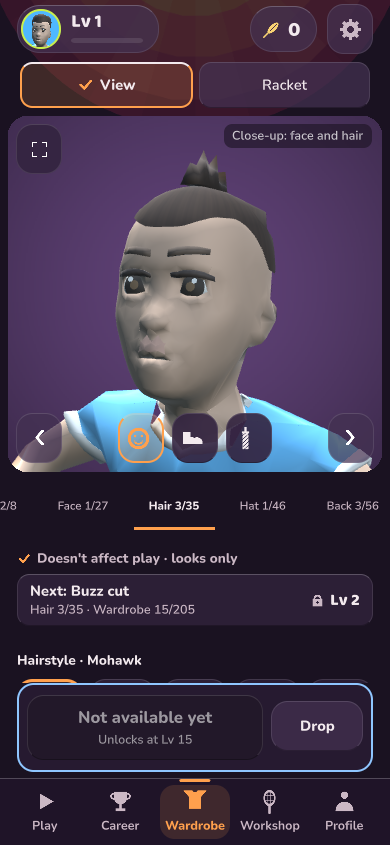 Lv 1
0
View
Racket
Close-up: face and hair
2/8
Face 1/27
Hair 3/35
Hat 1/46
Back 3/56
Doesn't affect play · looks only
Next: Buzz cut
Hair 3/35 · Wardrobe 15/205
Lv 2
Hairstyle · Mohawk
Not available yet
Unlocks at Lv 15
Drop
Play
Career
Wardrobe
Workshop
Profile